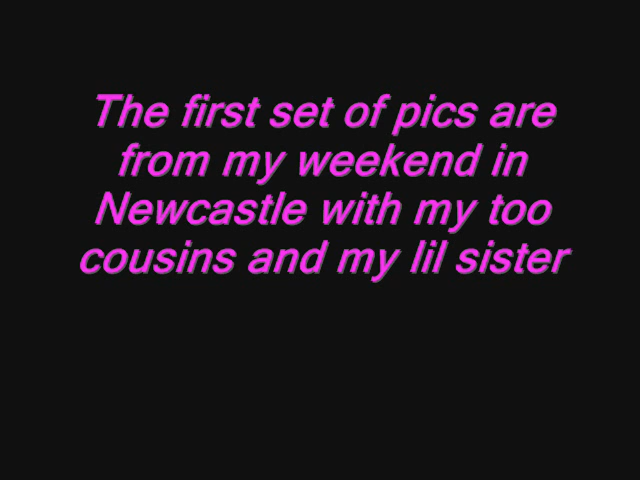 The first set of pics are
from my weekend in
Newcastle with my too
cousins and my lil sister